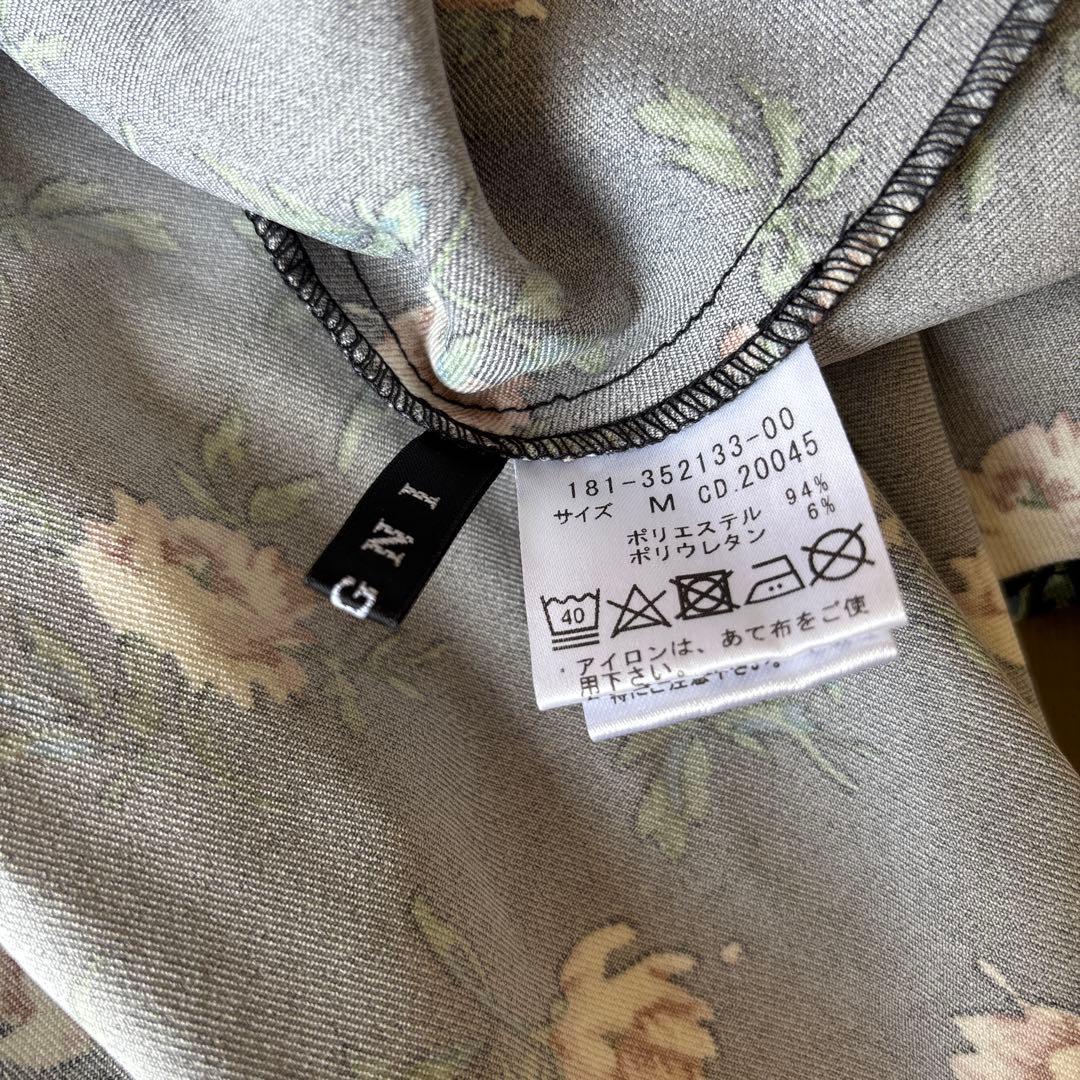 I N G
181-352133-00
サイズ M CD.20045
ポリエステル 94%
ポリウレタン 6%
40
・アイロンは、あて布をご使
用下さい。